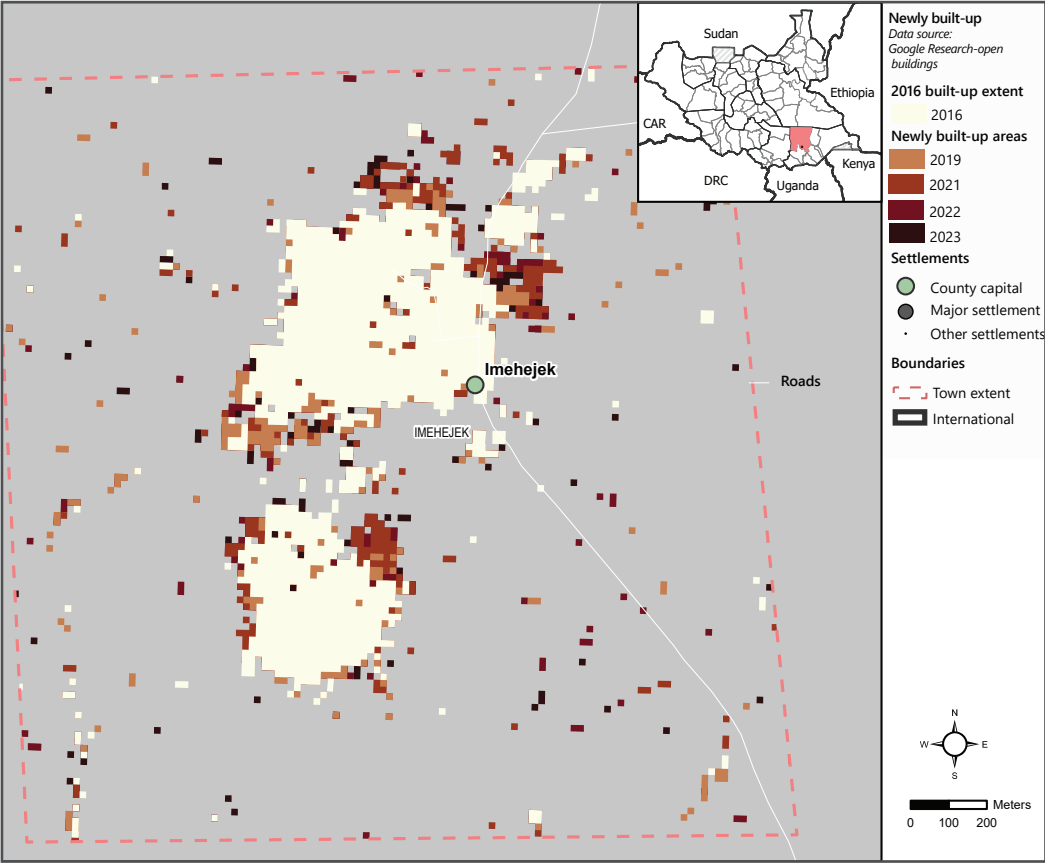 Sudan
Ethiopia
CAR
Kenya
DRC
Uganda
Imehejek
IMEHEJEK
Newly built-up
Data source:
Google Research-open
buildings
2016 built-up extent
2016
Newly built-up areas
2019
2021
2022
2023
Settlements
County capital
Major settlement
Other settlements
Boundaries
Roads
Town extent
International
N
W
E
S
Meters
0 100 200